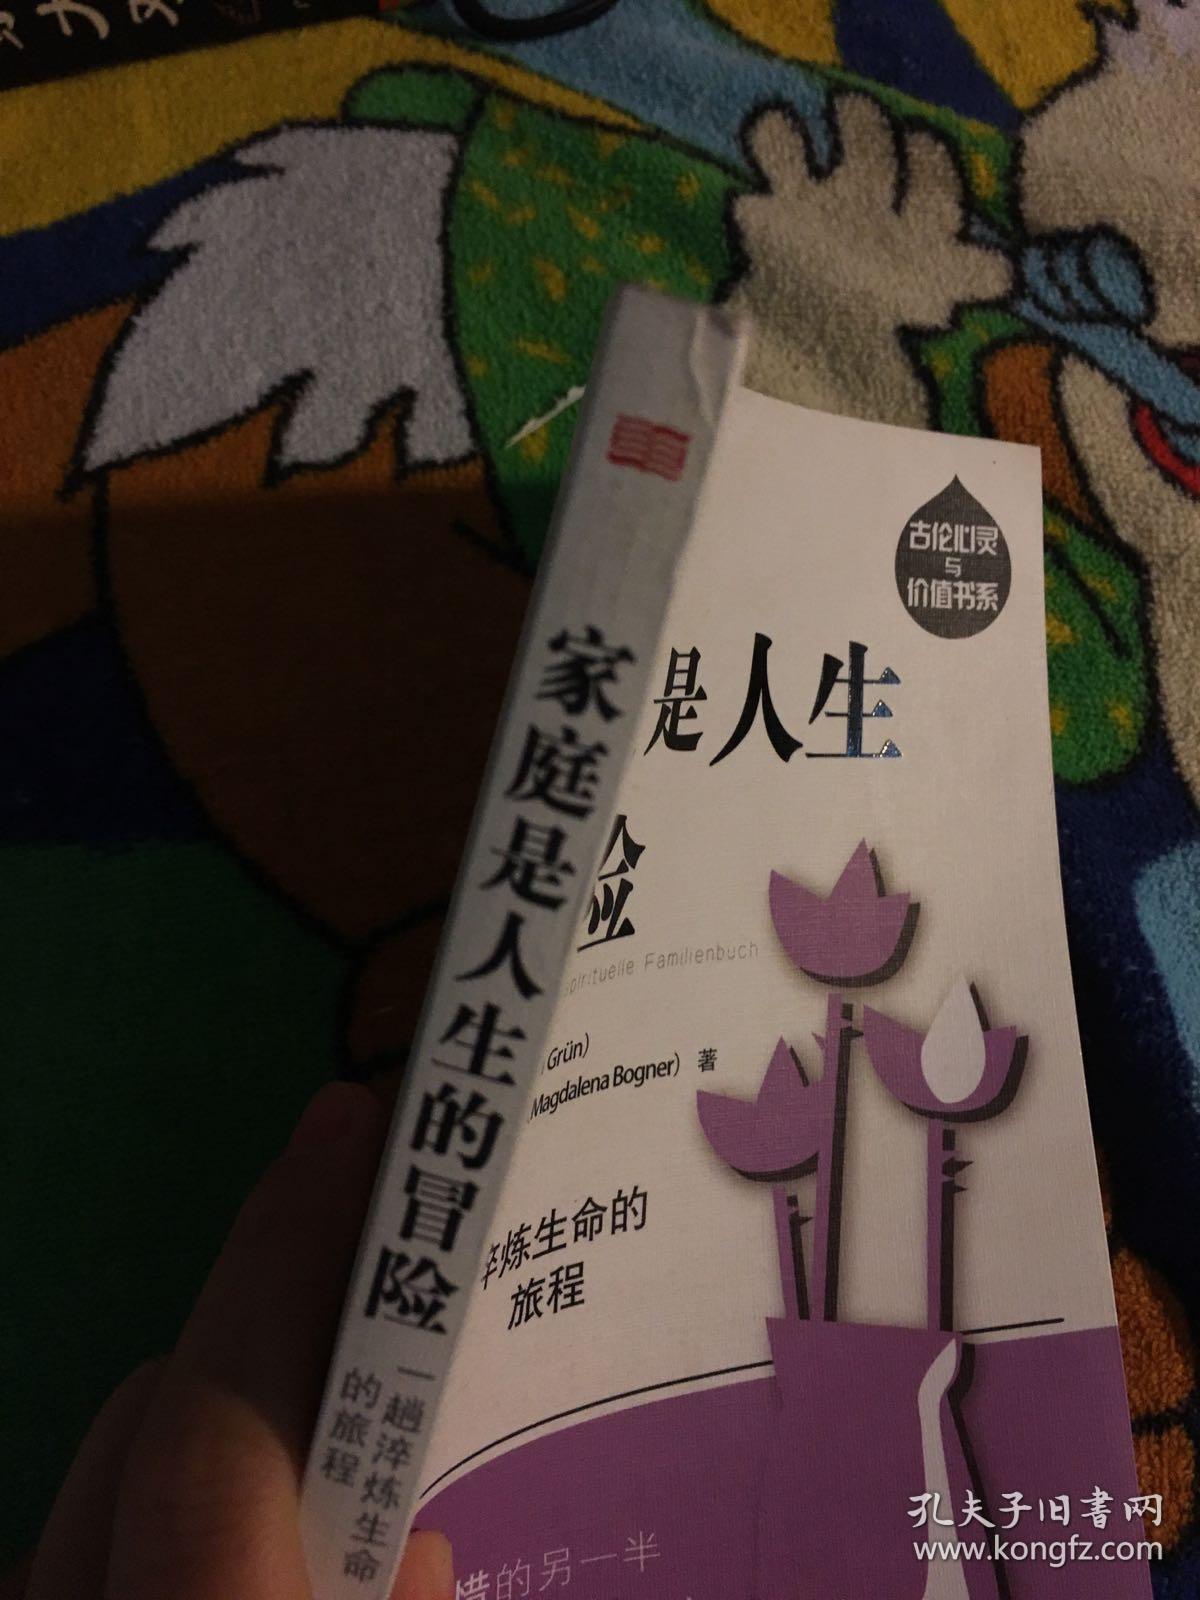 家庭是人生的冒险
一趟淬炼生命
的旅程
古伦心灵
与
价值书系
是人生
险
spirituelle Familienbuch
Grün)
Magdalena Bogner) 著
淬炼生命的
旅程
惜的另一半
孔夫子旧书网
www.kongfz.com